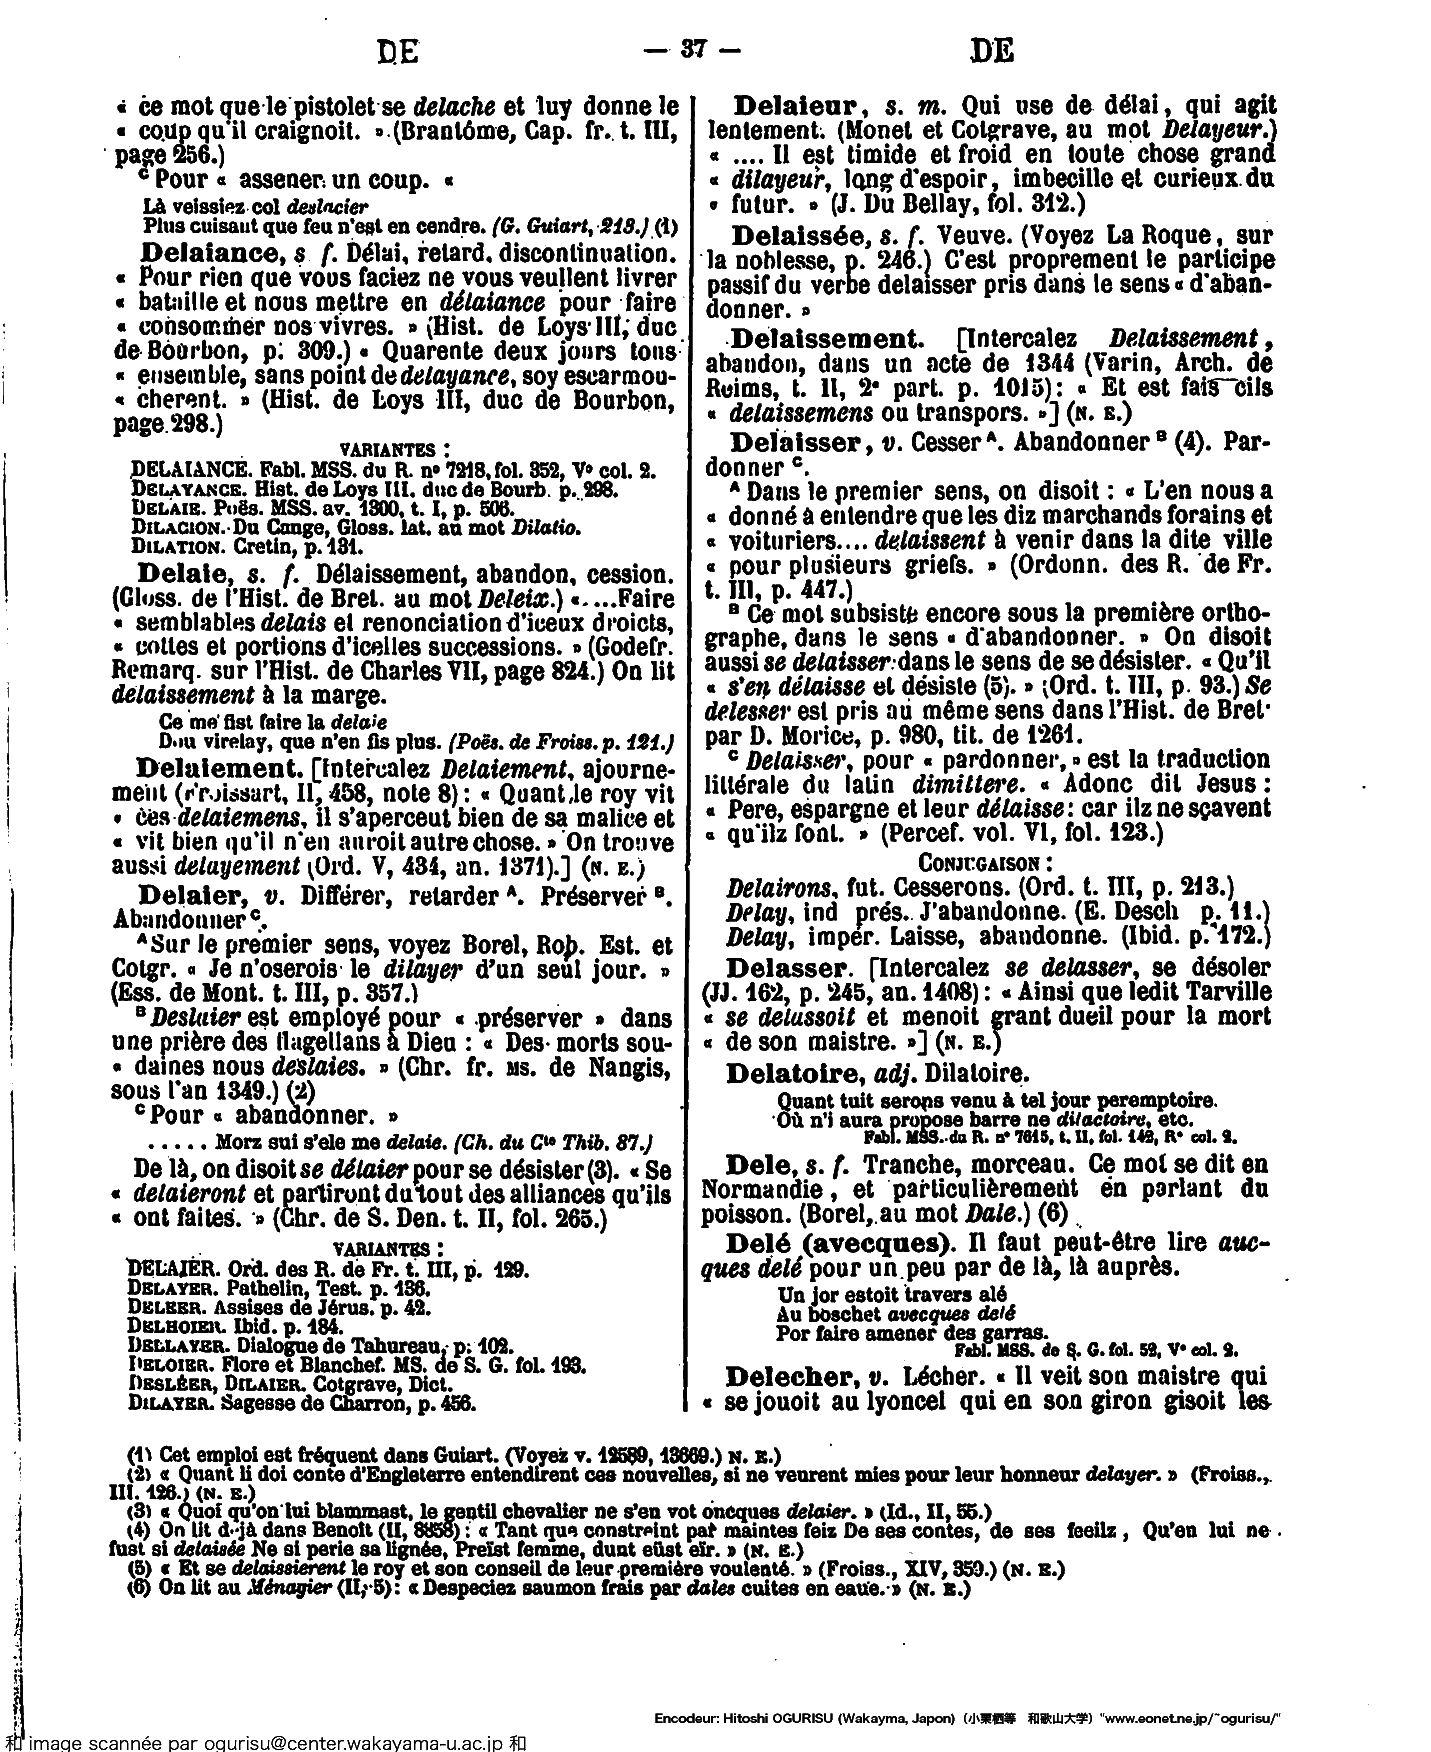 DE — 37 — DE
« ce mot que le pistolet se delache et luy donne le
« coup qu'il craignoit. » (Brantôme, Cap. fr. t. III,
page 256.)
C Pour « assener un coup. «
Là veissiez col deslacier
Plus cuisant que feu n'est en cendre. (G. Guiart, 213.) (1)
Delaiance, s f. Délai, retard, discontinuation.
« Pour rien que vous faciez ne vous veullent livrer
« bataille et nous mettre en délaiance pour faire
« consommer nos vivres. » (Hist. de Loys III, duc
de Bourbon, p. 309.) « Quarente deux jours tous
« ensemble, sans point de delayance, soy escarmou-
« cherent. » (Hist. de Loys III, duc de Bourbon,
page 298.)
VARIANTES :
DELAIANCE. Fabl. MSS. du R. nº 7218, fol. 352, Vº col. 2.
DELAYANCE. Hist. de Loys III. duc de Bourb. p. 298.
DELAIE. Poës. MSS. av. 1300, t. I, p. 506.
DILACION. Du Cange, Gloss. lat. au mot Dilatio.
DILATION. Cretin, p. 131.
Delaie, s. f. Délaissement, abandon, cession.
(Gloss. de l'Hist. de Bret. au mot Deleix.) «....Faire
« semblables delais et renonciation d'iceux droicts,
« cottes et portions d'icelles successions. » (Godefr.
Remarq. sur l'Hist. de Charles VII, page 824.) On lit
delaissement à la marge.
Ce me fist faire la delaie
Dou virelay, que n'en fis plus. (Poës. de Froiss. p. 121.)
Delaiement. [Intercalez Delaiement, ajourne-
ment (Froissart, II, 458, note 8) : « Quant le roy vit
« ces delaiemens, il s'aperceut bien de sa malice et
« vit bien qu'il n'en auroit autre chose. » On trouve
aussi delayement (Ord. V, 434, an. 1371).] (N. E.)
Delaier, v. Différer, retarder A. Préserver B.
Abandonner C.
A Sur le premier sens, voyez Borel, Rob. Est. et
Cotgr. « Je n'oserois le dilayer d'un seul jour. »
(Ess. de Mont. t. III, p. 357.)
B Deslaier est employé pour « préserver » dans
une prière des flagellans à Dieu : « Des morts sou-
« daines nous deslaies. » (Chr. fr. MS. de Nangis,
sous l'an 1349.) (2)
C Pour « abandonner. »
..... Morz sui s'ele me delaie. (Ch. du Cte Thib. 87.)
De là, on disoit se délaier pour se désister (3). « Se
« delaieront et partiront du tout des alliances qu'ils
« ont faites. » (Chr. de S. Den. t. II, fol. 265.)
VARIANTES :
DELAIER. Ord. des R. de Fr. t. III, p. 129.
DELAYER. Pathelin, Test. p. 136.
DELEER. Assises de Jérus. p. 42.
DELHOIER. Ibid. p. 184.
DELLAYER. Dialogue de Tahureau, p. 102.
DELOIER. Flore et Blanchef. MS. de S. G. fol. 193.
DESLÉER, DILAIER. Cotgrave, Dict.
DILAYER. Sagesse de Charron, p. 456.
Delaieur, s. m. Qui use de délai, qui agit
lentement. (Monet et Cotgrave, au mot Delayeur.)
« .... Il est timide et froid en toute chose grand
« dilayeur, long d'espoir, imbecille et curieux du
« futur. » (J. Du Bellay, fol. 312.)
Delaissée, s. f. Veuve. (Voyez La Roque, sur
la noblesse, p. 246.) C'est proprement le participe
passif du verbe delaisser pris dans le sens « d'aban-
donner. »
Delaissement. [Intercalez Delaissement,
abandon, dans un acte de 1344 (Varin, Arch. de
Reims, t. II, 2e part. p. 1015) : « Et est fais cils
« delaissemens ou transpors. »] (N. E.)
Delaisser, v. Cesser A. Abandonner B (4). Par-
donner C.
A Dans le premier sens, on disoit : « L'en nous a
« donné à entendre que les diz marchands forains et
« voituriers.... delaissent à venir dans la dite ville
« pour plusieurs griefs. » (Ordonn. des R. de Fr.
t. III, p. 447.)
B Ce mot subsiste encore sous la première ortho-
graphe, dans le sens « d'abandonner. » On disoit
aussi se delaisser dans le sens de se désister. « Qu'il
« s'en délaisse et désiste (5). » (Ord. t. III, p. 93.) Se
delesser est pris au même sens dans l'Hist. de Bret.
par D. Morice, p. 980, tit. de 1261.
C Delaisser, pour « pardonner, » est la traduction
littérale du latin dimittere. « Adonc dit Jesus :
« Pere, espargne et leur délaisse : car ilz ne sçavent
« qu'ilz font. » (Percef. vol. VI, fol. 123.)
CONJUGAISON :
Delairons, fut. Cesserons. (Ord. t. III, p. 213.)
Delay, ind prés. J'abandonne. (E. Desch p. 11.)
Delay, impér. Laisse, abandonne. (Ibid. p. 172.)
Delasser. [Intercalez se delasser, se désoler
(JJ. 162, p. 245, an. 1408) : « Ainsi que ledit Tarville
« se delassoit et menoit grant dueil pour la mort
« de son maistre. »] (N. E.)
Delatoire, adj. Dilatoire.
Quant tuit serons venu à tel jour peremptoire.
Où n'i aura propose barre ne dilactoire, etc.
Fabl. MSS. du R. nº 7615, t. II, fol. 142, Rº col. 2.
Dele, s. f. Tranche, morceau. Ce mot se dit en
Normandie, et particulièrement en parlant du
poisson. (Borel, au mot Dale.) (6)
Delé (avecques). Il faut peut-être lire auc-
ques delé pour un peu par de là, là auprès.
Un jor estoit travers alé
Au boschet avecques delé
Por faire amener des garras.
Fabl. MSS. de S. G. fol. 52, Vº col. 2.
Delecher, v. Lécher. « Il veit son maistre qui
« se jouoit au lyoncel qui en son giron gisoit les
(1) Cet emploi est fréquent dans Guiart. (Voyez v. 12589, 13669.) N. E.)
(2) « Quant li doi conte d'Engleterre entendirent ces nouvelles, si ne veurent mies pour leur honneur delayer. » (Froiss.,
III. 126.) (N. E.)
(3) « Quoi qu'on lui blammast, le gentil chevalier ne s'en vot oncques delaier. » (Id., II, 55.)
(4) On lit déjà dans Benoît (II, 8858) : « Tant que constreint par maintes feiz De ses contes, de ses feeilz, Qu'en lui ne
fust si delaisée Ne si perie sa lignée, Preïst femme, dunt eüst eïr. » (N. E.)
(5) « Et se delaissierent le roy et son conseil de leur première voulenté. » (Froiss., XIV, 359.) (N. E.)
(6) On lit au Ménagier (II, 5) : « Despeciez saumon frais par dales cuites en eaue. » (N. E.)
Encodeur: Hitoshi OGURISU (Wakayma, Japon) (小栗栖等 和歌山大学) "www.eonet.ne.jp/~ogurisu/"
和 image scannée par ogurisu@center.wakayama-u.ac.jp 和